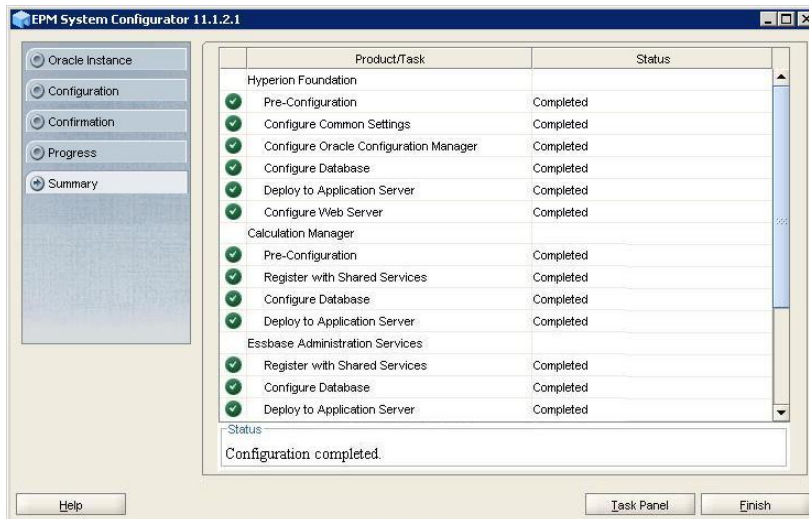 EPM System Configurator 11.1.2.1
Oracle Instance
Configuration
Confirmation
Progress
Summary
Product/Task Status
Hyperion Foundation
Pre-Configuration Completed
Configure Common Settings Completed
Configure Oracle Configuration Manager Completed
Configure Database Completed
Deploy to Application Server Completed
Configure Web Server Completed
Calculation Manager
Pre-Configuration Completed
Register with Shared Services Completed
Configure Database Completed
Deploy to Application Server Completed
Essbase Administration Services
Register with Shared Services Completed
Configure Database Completed
Deploy to Application Server Completed
Status
Configuration completed.
Help Task Panel Finish